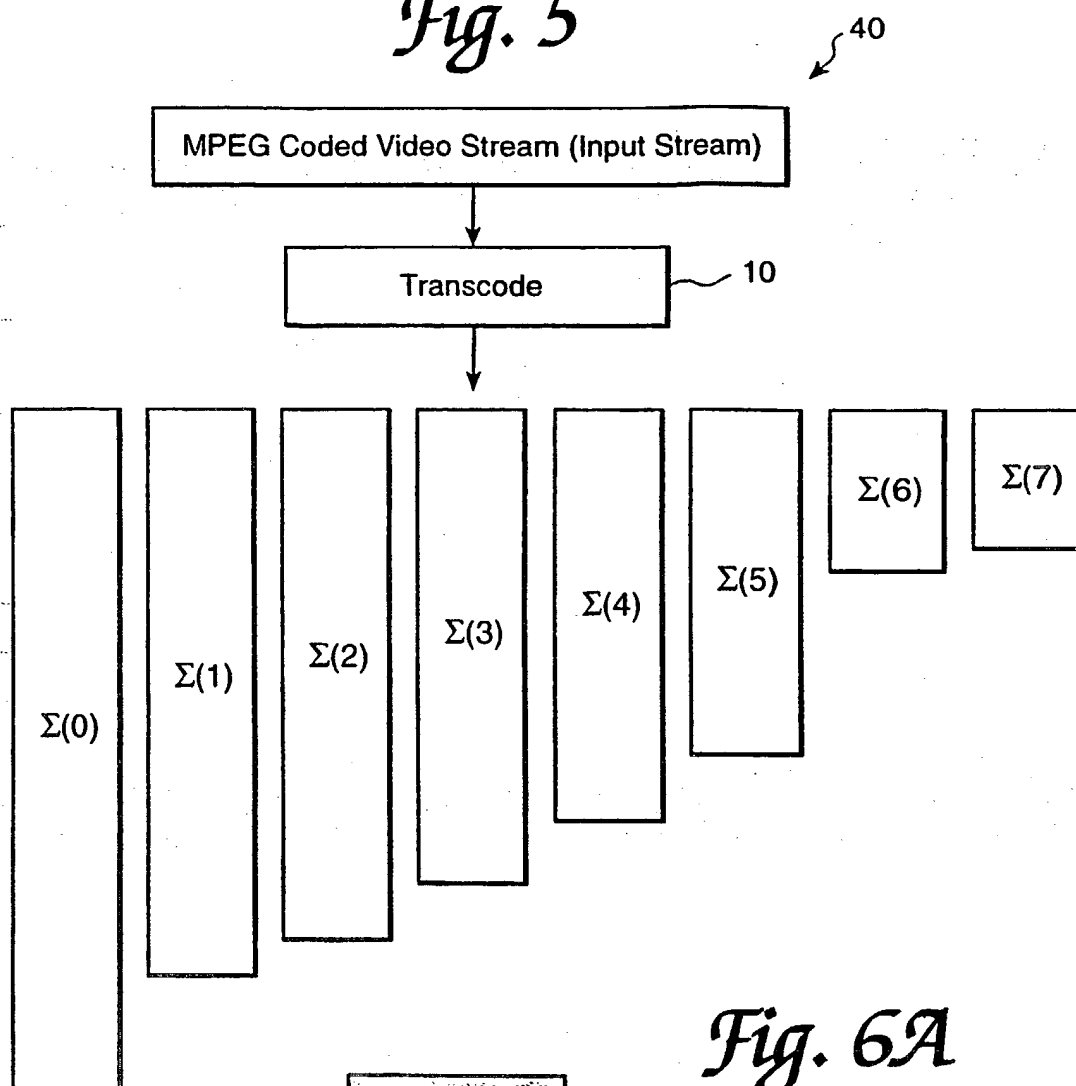 Fig. 5
40
MPEG Coded Video Stream (Input Stream)
Transcode
10
Σ(0)
Σ(1)
Σ(2)
Σ(3)
Σ(4)
Σ(5)
Σ(6)
Σ(7)
Fig. 6A